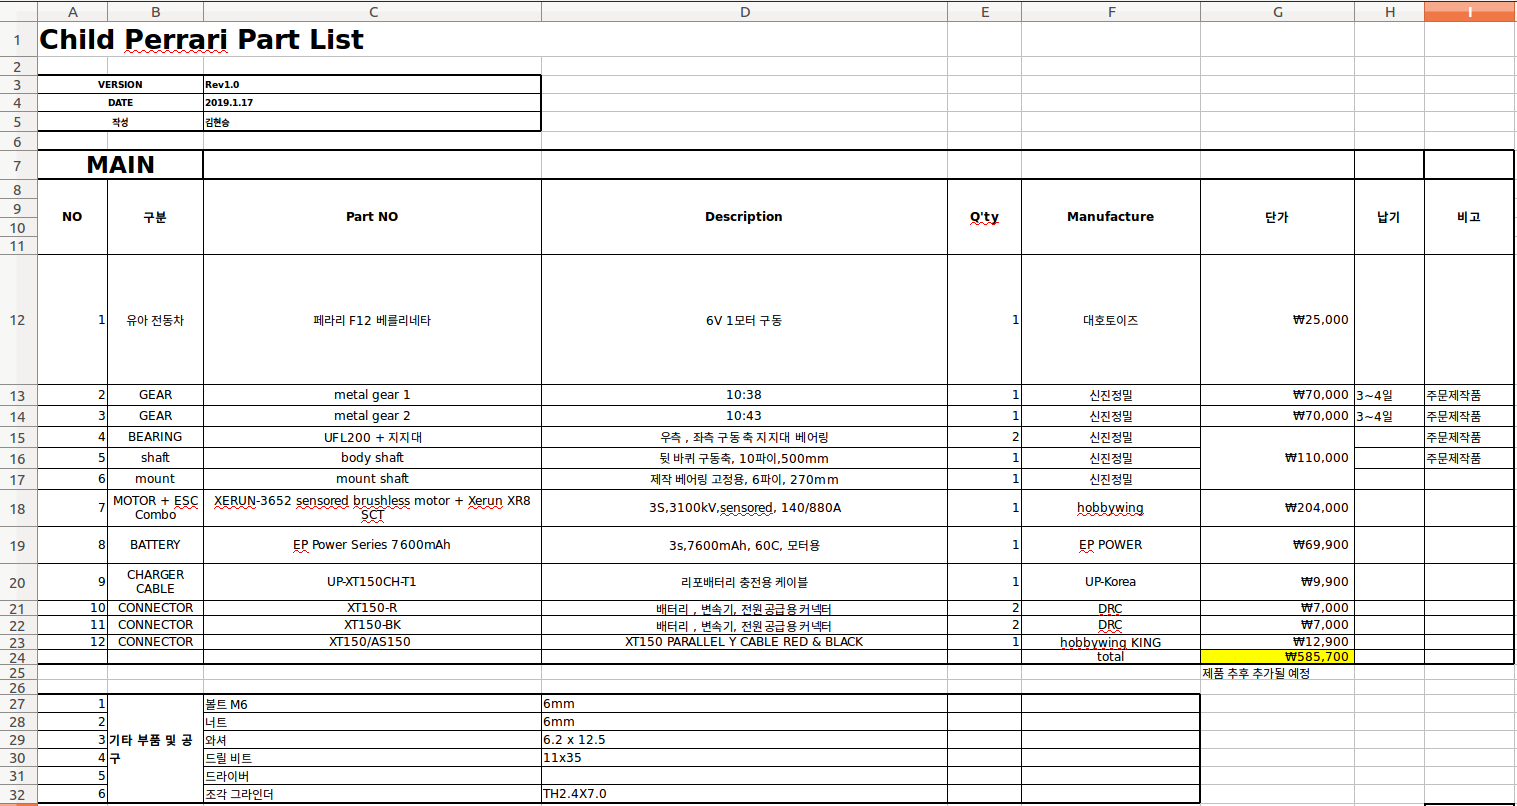 A B C D E F G H I
1 Child Perrari Part List
2
3 VERSION Rev1.0
4 DATE 2019.1.17
5 작성 김현승
6
7 MAIN
8
9 NO 구분 Part NO Description Q'ty Manufacture 단가 납기 비고
10
11
12 1 유아 전동차 페라리 F12 베를리네타 6V 1모터 구동 1 대호토이즈 ₩25,000
13 2 GEAR metal gear 1 10:38 1 신진정밀 ₩70,000 3~4일 주문제작품
14 3 GEAR metal gear 2 10:43 1 신진정밀 ₩70,000 3~4일 주문제작품
15 4 BEARING UFL200 + 지지대 우측 , 좌측 구동축 지지대 베어링 2 신진정밀 주문제작품
16 5 shaft body shaft 뒷 바퀴 구동축, 10파이,500mm 1 신진정밀 ₩110,000 주문제작품
17 6 mount mount shaft 제작 베어링 고정용, 6파이, 270mm 1 신진정밀
18 7 MOTOR + ESC Combo XERUN-3652 sensored brushless motor + Xerun XR8 SCT 3S,3100kV,sensored, 140/880A 1 hobbywing ₩204,000
19 8 BATTERY EP Power Series 7600mAh 3s,7600mAh, 60C, 모터용 1 EP POWER ₩69,900
20 9 CHARGER CABLE UP-XT150CH-T1 리포배터리 충전용 케이블 1 UP-Korea ₩9,900
21 10 CONNECTOR XT150-R 배터리 , 변속기, 전원공급용커넥터 2 DRC ₩7,000
22 11 CONNECTOR XT150-BK 배터리 , 변속기, 전원공급용커넥터 2 DRC ₩7,000
23 12 CONNECTOR XT150/AS150 XT150 PARALLEL Y CABLE RED & BLACK 1 hobbywing KING ₩12,900
24 total ₩585,700
25 제품 추후 추가될 예정
26
27 1 볼트 M6 6mm
28 2 너트 6mm
29 3 기타 부품 및 공구 와셔 6.2 x 12.5
30 4 드릴 비트 11x35
31 5 드라이버
32 6 조각 그라인더 TH2.4X7.0